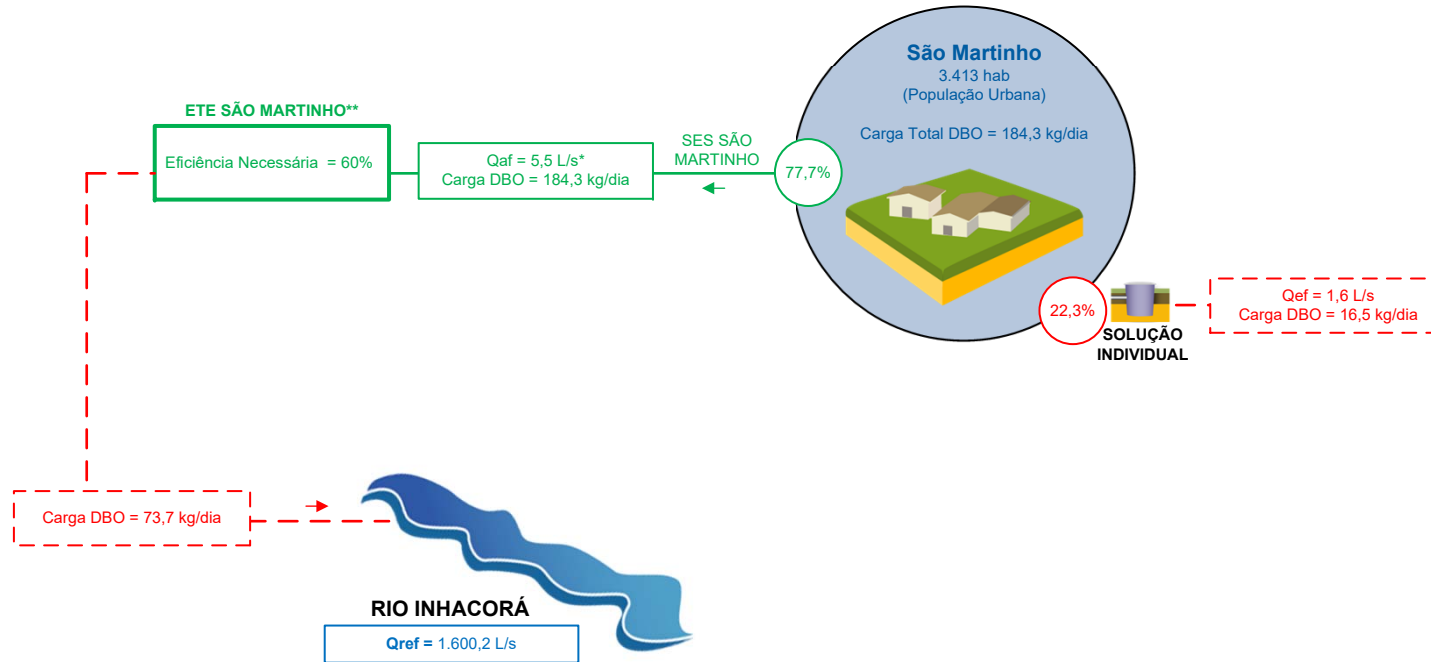 São Martinho
3.413 hab
(População Urbana)
Carga Total DBO = 184,3 kg/dia
ETE SÃO MARTINHO**
Eficiência Necessária = 60%
Qaf = 5,5 L/s*
Carga DBO = 184,3 kg/dia
SES SÃO
MARTINHO
77,7%
22,3%
SOLUÇÃO
INDIVIDUAL
Qef = 1,6 L/s
Carga DBO = 16,5 kg/dia
Carga DBO = 73,7 kg/dia
RIO INHACORÁ
Qref = 1.600,2 L/s